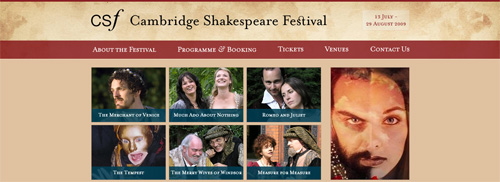 CSf Cambridge Shakespeare Festival
13 July –
29 August 2009
About the Festival Programme & Booking Tickets Venues Contact Us
The Merchant of Venice Much Ado About Nothing Romeo and Juliet
The Tempest The Merry Wives of Windsor Measure for Measure